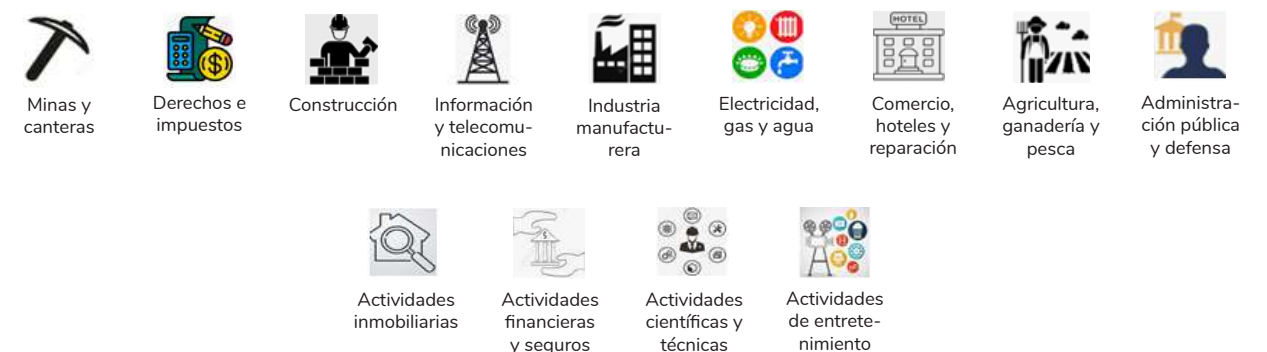 HOTEL
Minas y
canteras
Derechos e
impuestos
Construcción
Información
y telecomu-
nicaciones
Industria
manufactu-
rera
Electricidad,
gas y agua
Comercio,
hoteles y
reparación
Agricultura,
ganadería y
pesca
Administra-
ción pública
y defensa
Actividades
inmobiliarias
Actividades
financieras
y seguros
Actividades
científicas y
técnicas
Actividades
de entrete-
nimiento